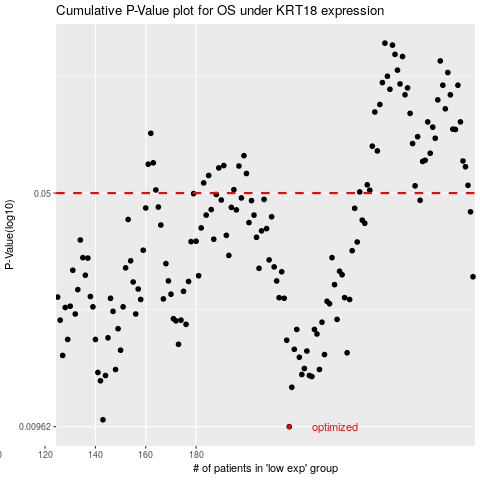 Cumulative P-Value plot for OS under KRT18 expression
P-Value(log10)
0.05
0.00962
optimized
0 120 140 160 180
# of patients in 'low exp' group